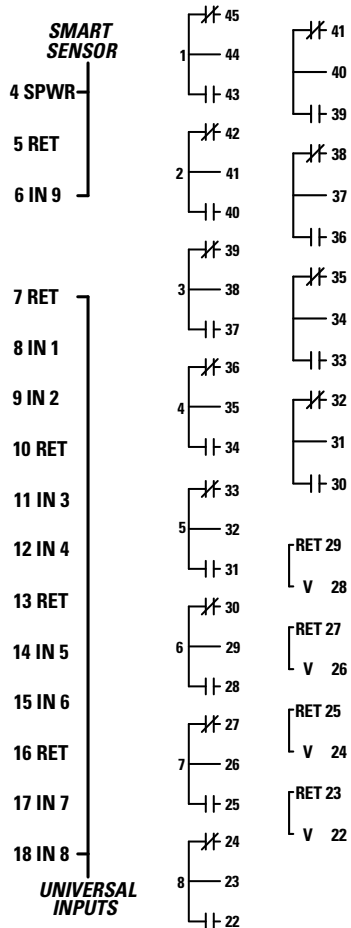 SMART
SENSOR
4 SPWR
5 RET
6 IN 9
7 RET
8 IN 1
9 IN 2
10 RET
11 IN 3
12 IN 4
13 RET
14 IN 5
15 IN 6
16 RET
17 IN 7
18 IN 8
UNIVERSAL
INPUTS
45
1 44
43
42
2 41
40
39
3 38
37
36
4 35
34
33
5 32
31
30
6 29
28
27
7 26
25
24
8 23
22
41
40
39
38
37
36
35
34
33
32
31
30
RET 29
V 28
RET 27
V 26
RET 25
V 24
RET 23
V 22